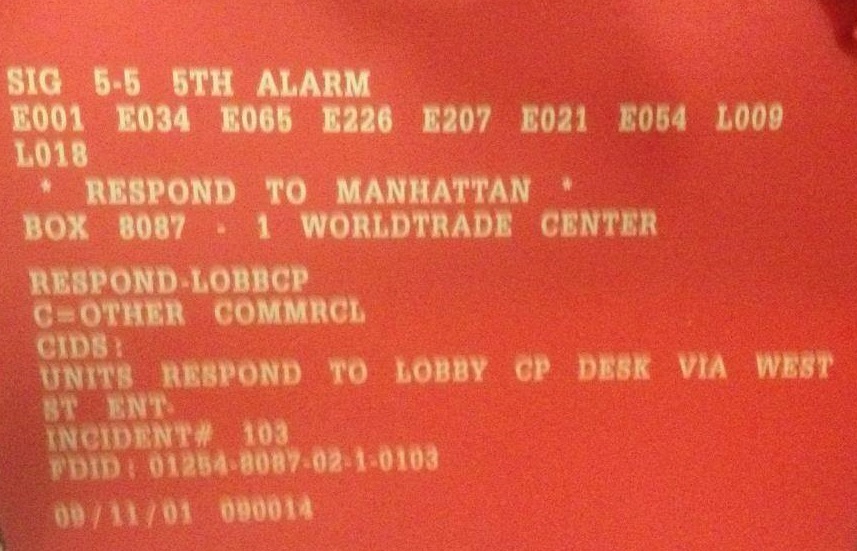 SIG 5-5 5TH ALARM
E001 E034 E065 E226 E207 E021 E054 L009
L018
* RESPOND TO MANHATTAN *
BOX 8087 - 1 WORLDTRADE CENTER
RESPOND-LOBBCP
C=OTHER COMMRCL
CIDS:
UNITS RESPOND TO LOBBY CP DESK VIA WEST
ST ENT-
INCIDENT# 103
FDID: 01254-8087-02-1-0103
09/11/01 090014